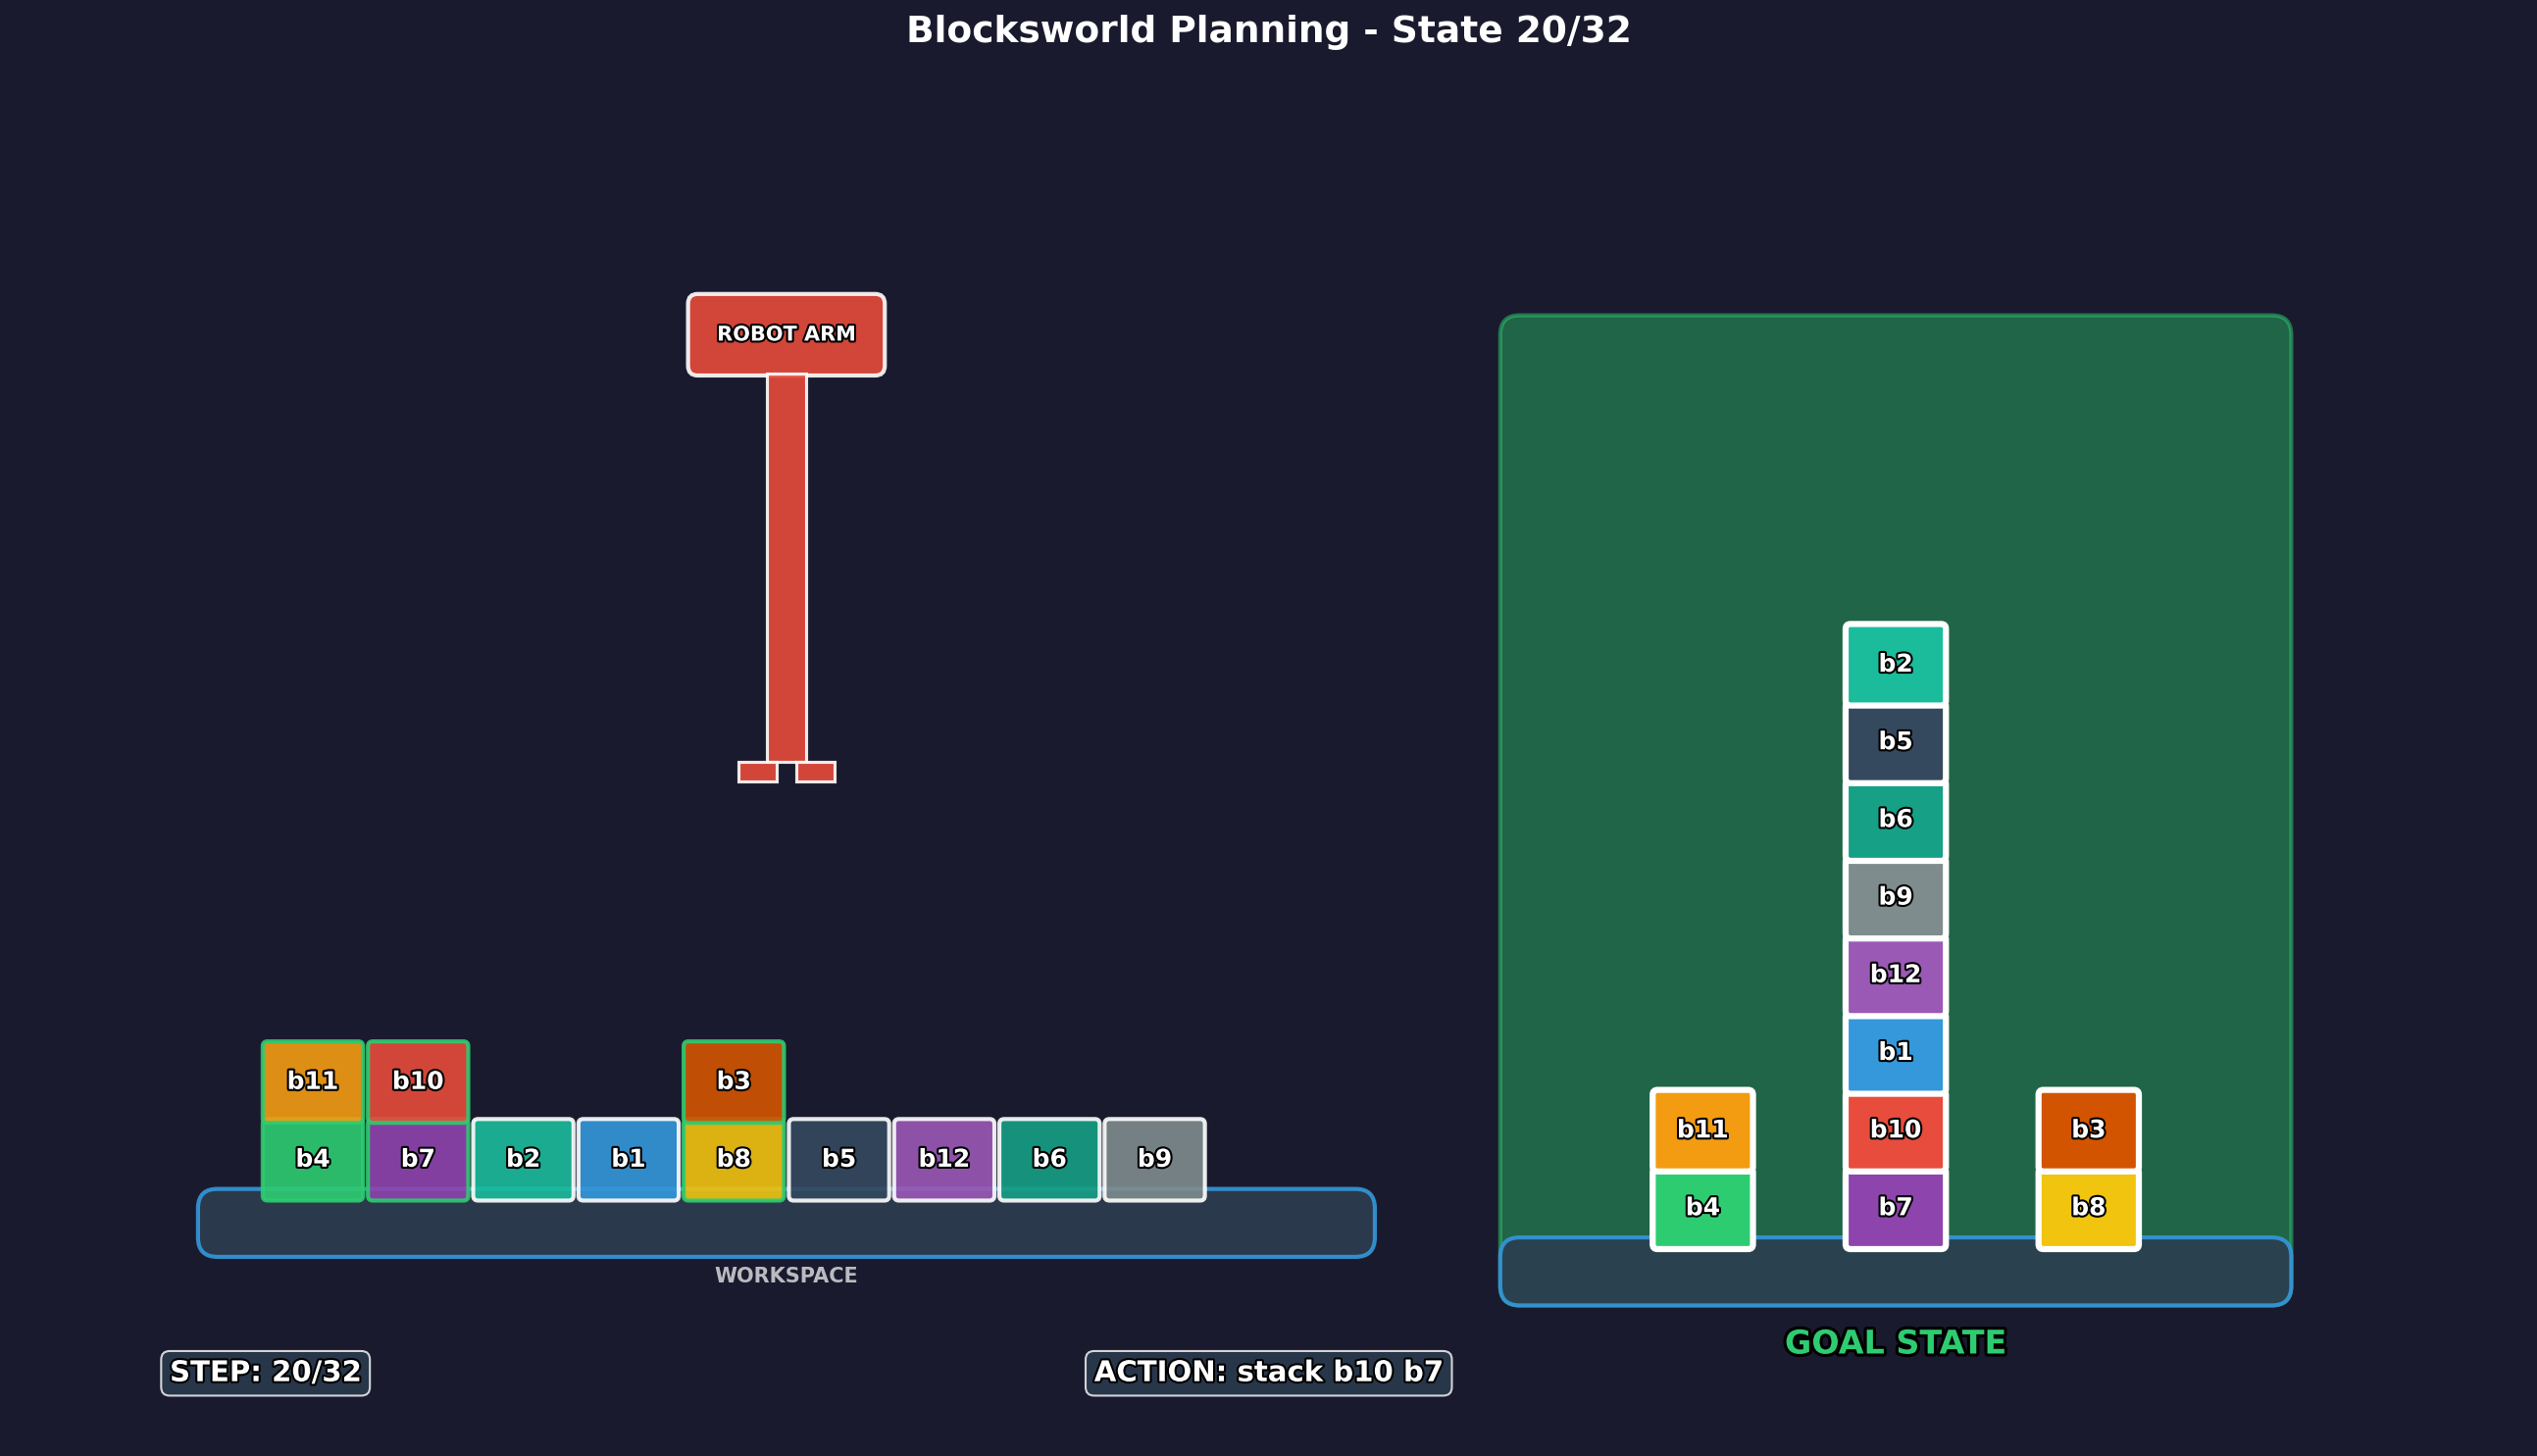 Blocksworld Planning - State 20/32
ROBOT ARM
b2
b5
b6
b9
b12
b1
b11 b10 b3
b4 b7 b8
b11 b10 b3
b4 b7 b2 b1 b8 b5 b12 b6 b9
WORKSPACE
GOAL STATE
STEP: 20/32
ACTION: stack b10 b7